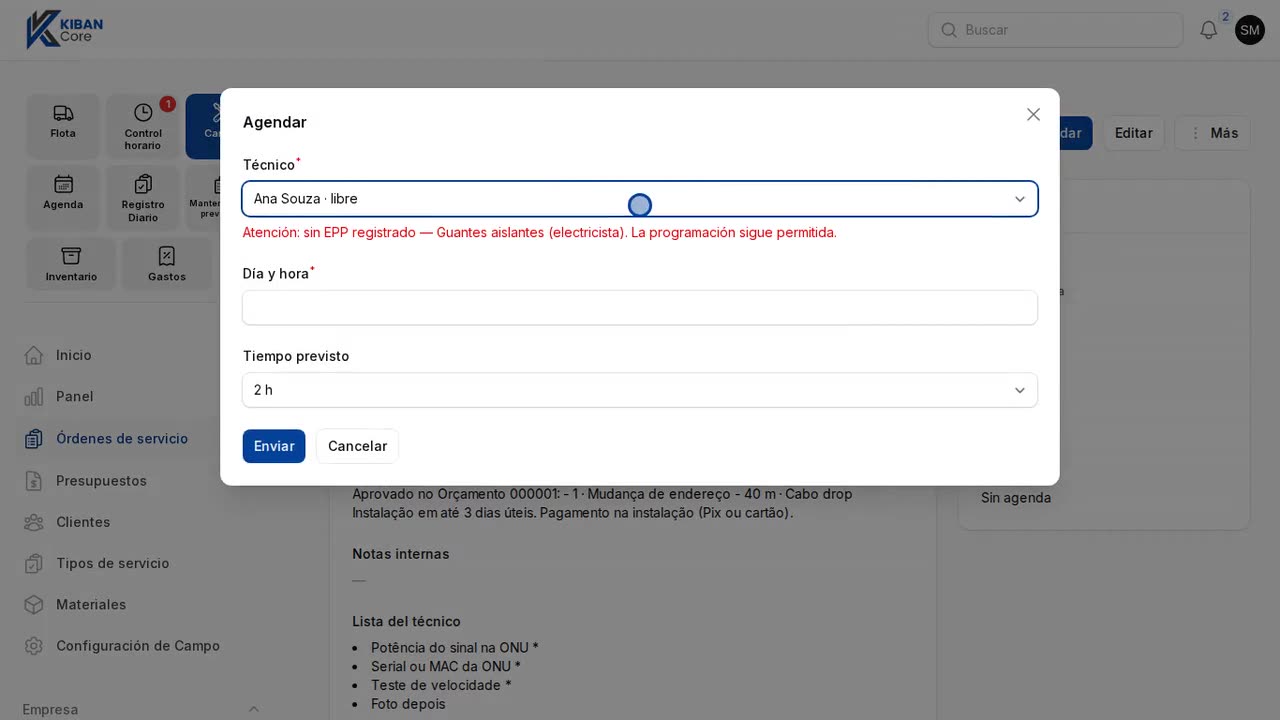 KIBAN
Core
Buscar
2
SM
Flota
Control
horario
1
Agenda
Registro
Diario
Inventario
Gastos
Inicio
Panel
Órdenes de servicio
Presupuestos
Clientes
Tipos de servicio
Materiales
Configuración de Campo
Empresa
Editar
Más
Agendar
Técnico*
Ana Souza · libre
Atención: sin EPP registrado — Guantes aislantes (electricista). La programación sigue permitida.
Día y hora*
Tiempo previsto
2 h
Enviar
Cancelar
Aprovado no Orçamento 000001: - 1 · Mudança de endereço - 40 m · Cabo drop
Instalação em até 3 dias úteis. Pagamento na instalação (Pix ou cartão).
Notas internas
—
Lista del técnico
• Potência do sinal na ONU *
• Serial ou MAC da ONU *
• Teste de velocidade *
• Foto depois
Sin agenda